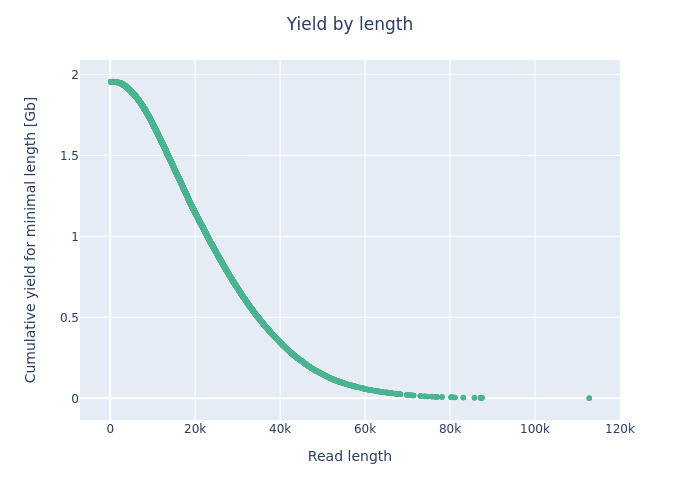 Yield by length
Cumulative yield for minimal length [Gb]
2
1.5
1
0.5
0
0 20k 40k 60k 80k 100k 120k
Read length